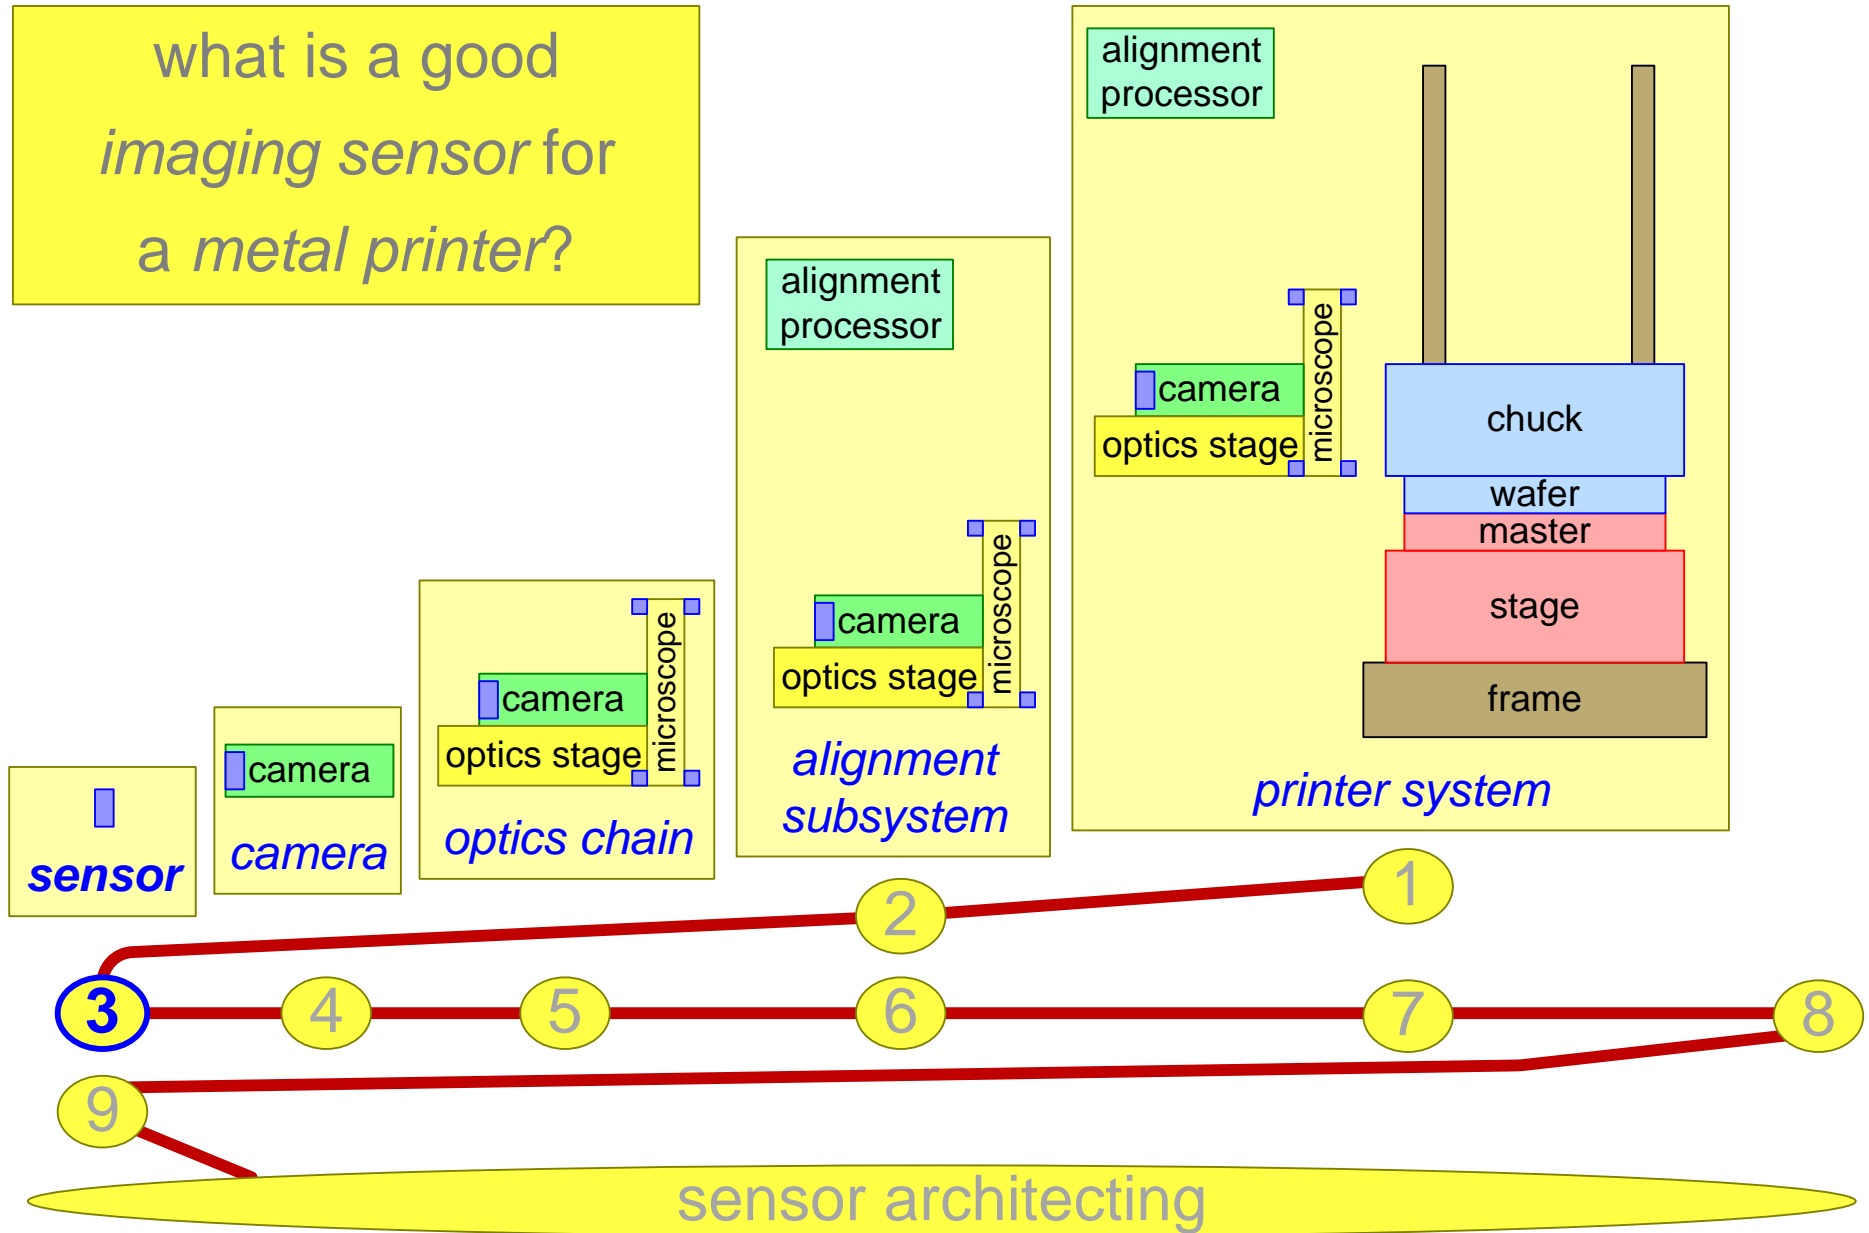 what is a good
imaging sensor for
a metal printer?
alignment
processor
camera
optics stage
microscope
chuck
wafer
master
stage
frame
printer system
alignment
processor
camera
optics stage
microscope
alignment
subsystem
camera
optics stage
microscope
optics chain
camera
camera
sensor
1
2
3
4
5
6
7
8
9
sensor architecting